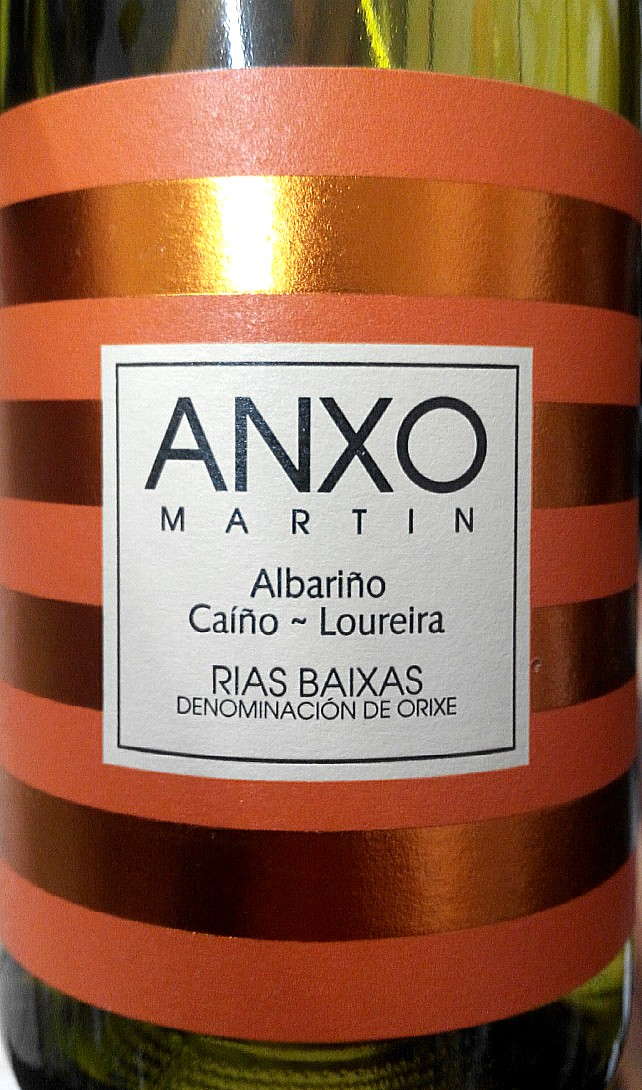 ANXO
MARTIN
Albariño
Caíño ~ Loureira
RIAS BAIXAS
DENOMINACIÓN DE ORIXE